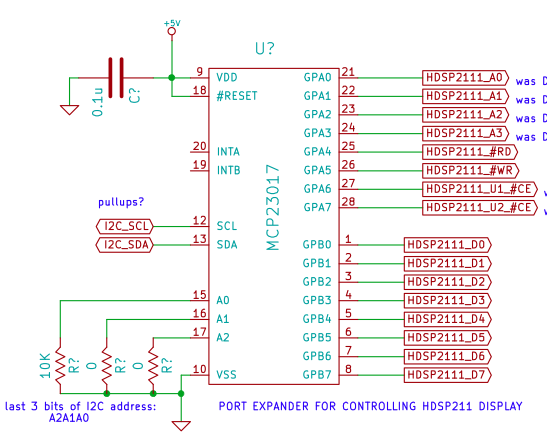 +5V
U?
0.1u
C?
9 VDD
18 #RESET
20 INTA
19 INTB
pullups?
I2C_SCL 12 SCL
I2C_SDA 13 SDA
15 A0
16 A1
17 A2
10 VSS
MCP23017
GPA0 21 HDSP2111_A0 was
GPA1 22 HDSP2111_A1 was
GPA2 23 HDSP2111_A2 was
GPA3 24 HDSP2111_A3 was
GPA4 25 HDSP2111_#RD
GPA5 26 HDSP2111_#WR
GPA6 27 HDSP2111_U1_#CE
GPA7 28 HDSP2111_U2_#CE
GPB0 1 HDSP2111_D0
GPB1 2 HDSP2111_D1
GPB2 3 HDSP2111_D2
GPB3 4 HDSP2111_D3
GPB4 5 HDSP2111_D4
GPB5 6 HDSP2111_D5
GPB6 7 HDSP2111_D6
GPB7 8 HDSP2111_D7
10K R?
0 R?
0 R?
last 3 bits of I2C address:
A2A1A0
PORT EXPANDER FOR CONTROLLING HDSP211 DISPLAY